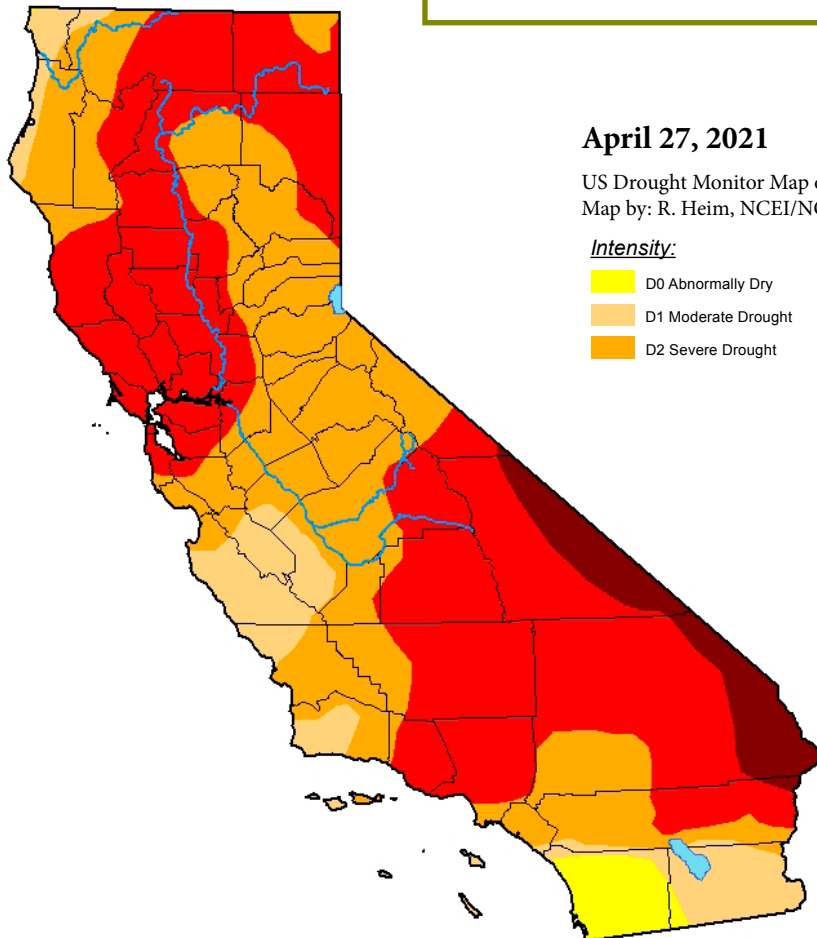 April 27, 2021
US Drought Monitor Map
Map by: R. Heim, NCEI/
Intensity:
D0 Abnormally Dry
D1 Moderate Drought
D2 Severe Drought